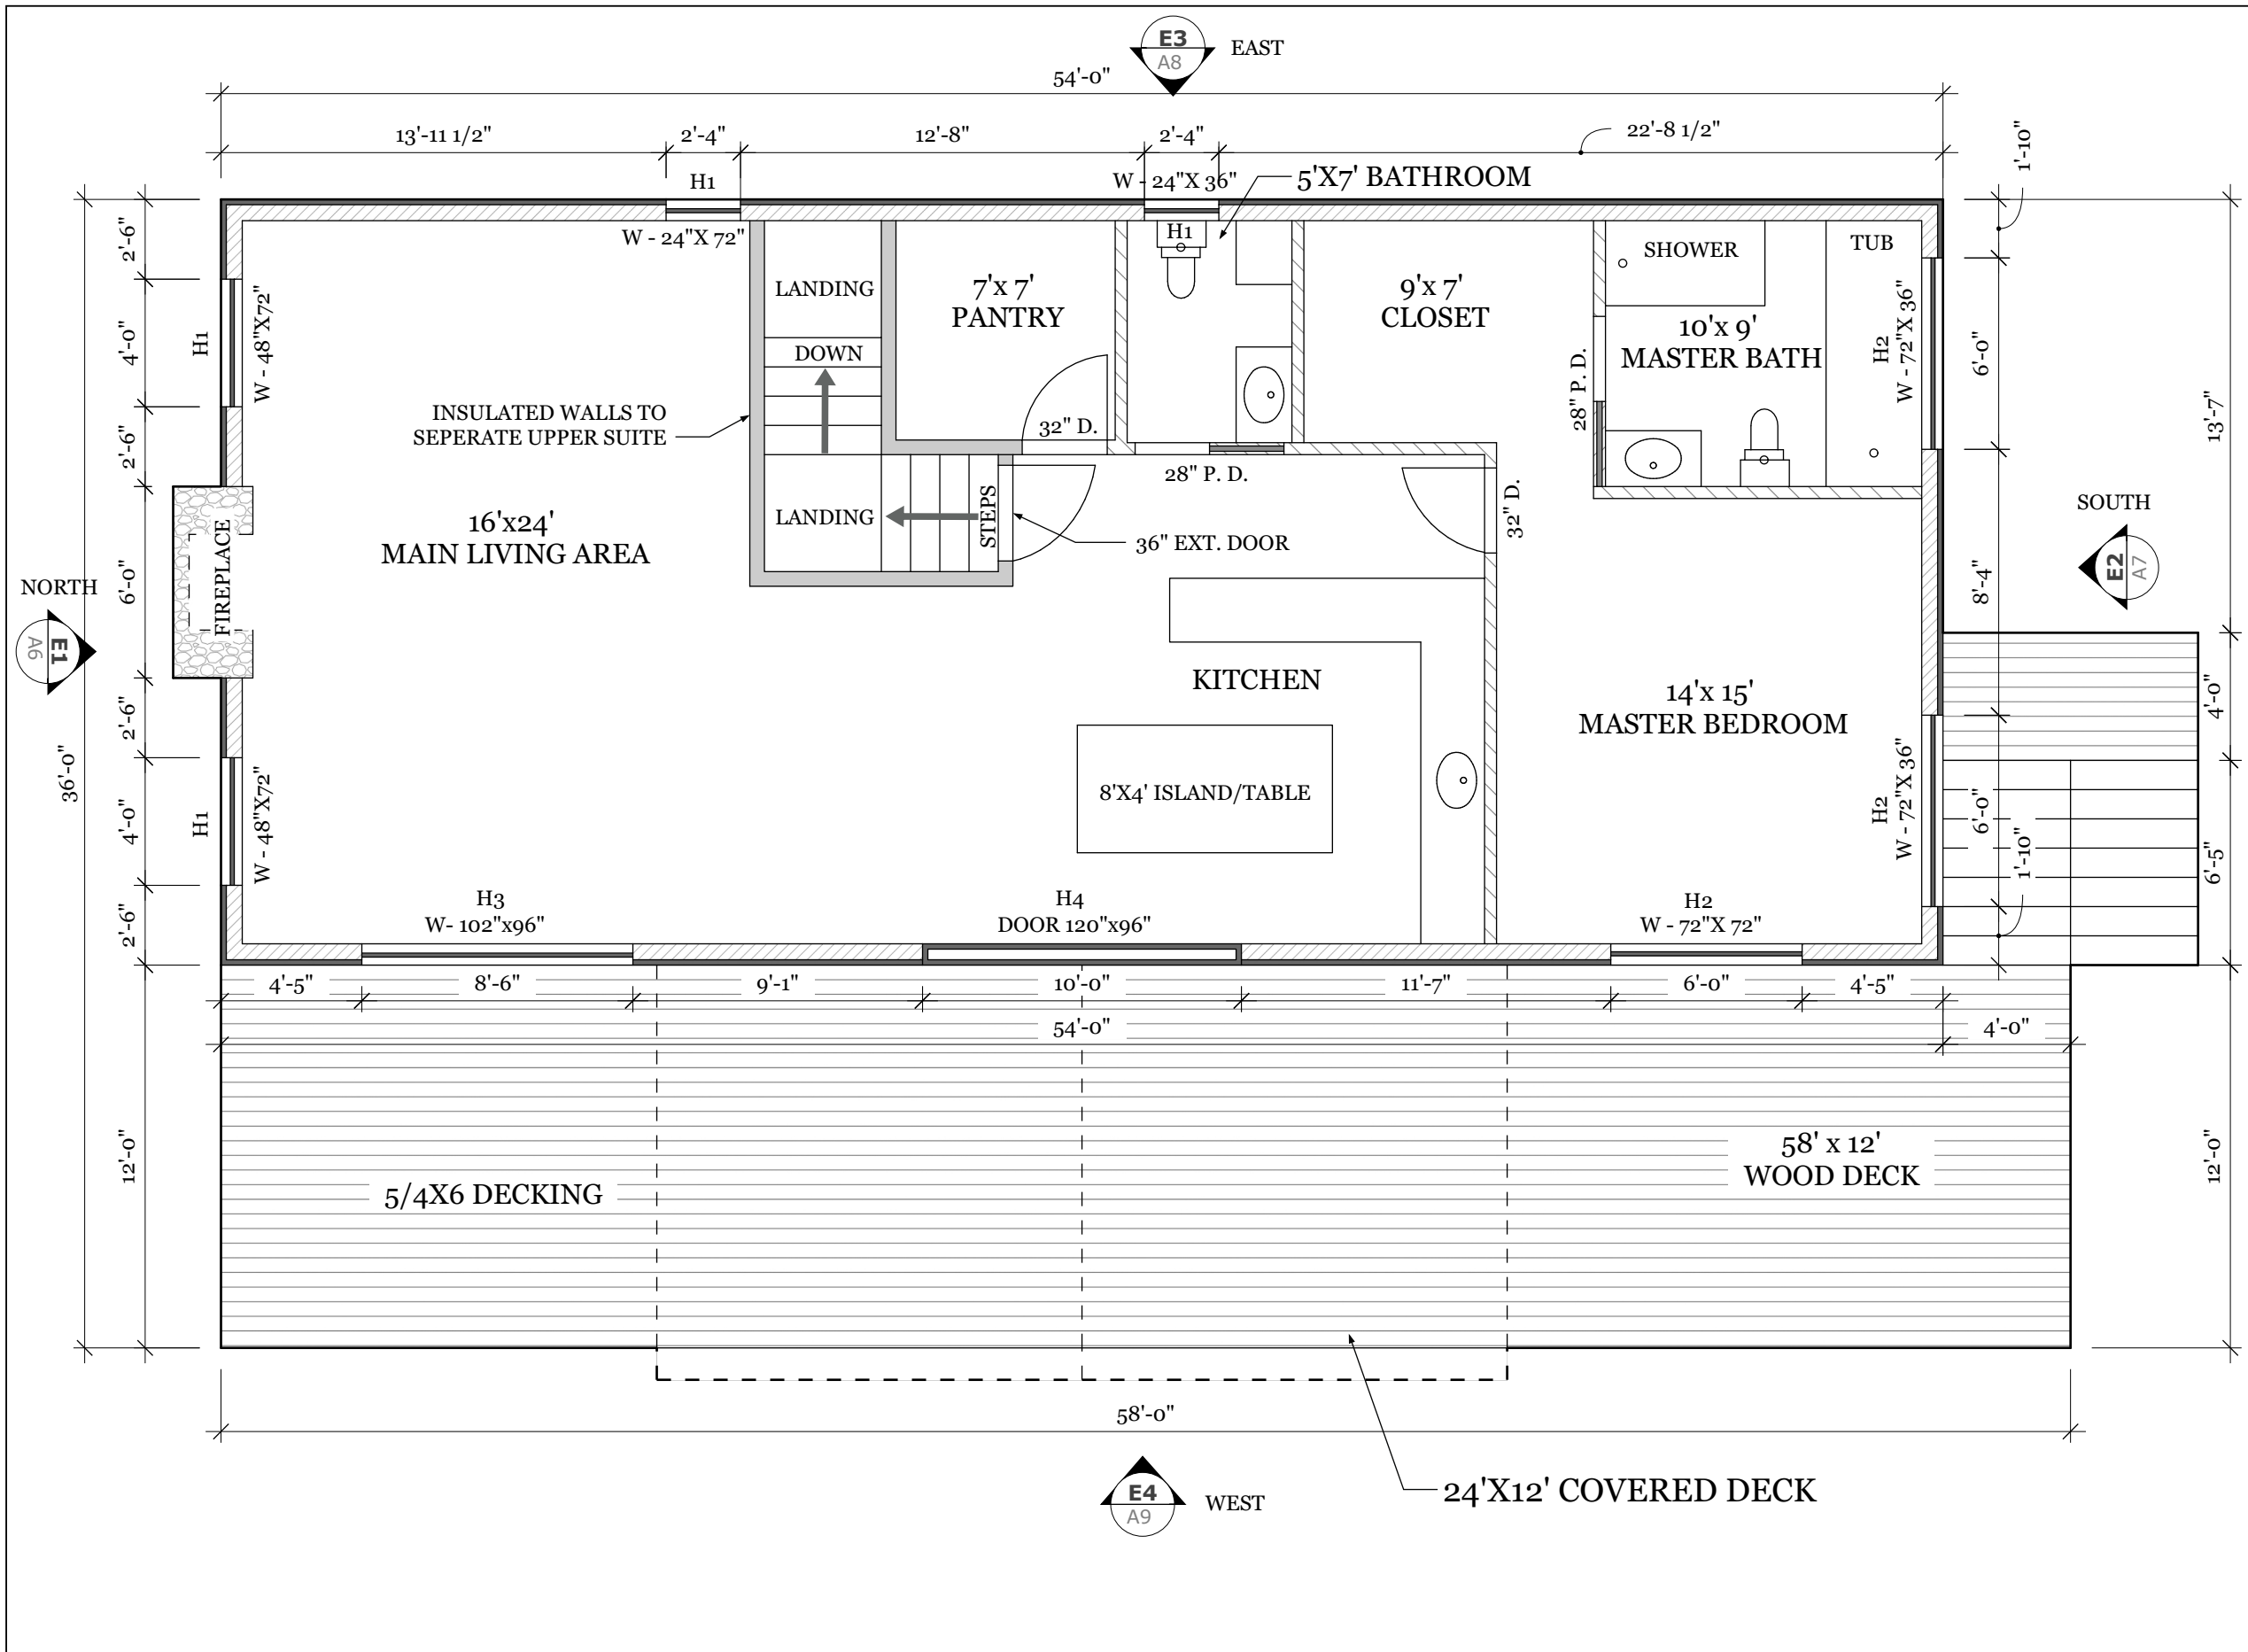 E3
A8
EAST
54'-0"
13'-11 1/2"
2'-4"
12'-8"
2'-4"
22'-8 1/2"
1'-10"
H1
W - 24"X 36"
5'X7' BATHROOM
W - 24"X 72"
H1
2'-6"
4'-0"
2'-6"
6'-0"
2'-6"
4'-0"
2'-6"
12'-0"
36'-0"
H1
W - 48"X72"
LANDING
DOWN
7'x 7'
PANTRY
9'x 7'
CLOSET
SHOWER
TUB
10'x 9'
MASTER BATH
H2
W - 72"X 36"
6'-0"
13'-7"
INSULATED WALLS TO
SEPERATE UPPER SUITE
32" D.
28" P. D.
28" P. D.
LANDING
STEPS
36" EXT. DOOR
32" D.
16'x24'
MAIN LIVING AREA
FIREPLACE
NORTH
E1
A6
SOUTH
E2
A7
8'-4"
4'-0"
KITCHEN
14'x 15'
MASTER BEDROOM
8'X4' ISLAND/TABLE
H1
W - 48"X72"
H2
W - 72"X 36"
6'-0"
1'-10"
6'-5"
H3
W- 102"x96"
H4
DOOR 120"x96"
H2
W - 72"X 72"
4'-5"
8'-6"
9'-1"
10'-0"
11'-7"
6'-0"
4'-5"
54'-0"
4'-0"
12'-0"
5/4X6 DECKING
58' x 12'
WOOD DECK
58'-0"
24'X12' COVERED DECK
E4
A9
WEST